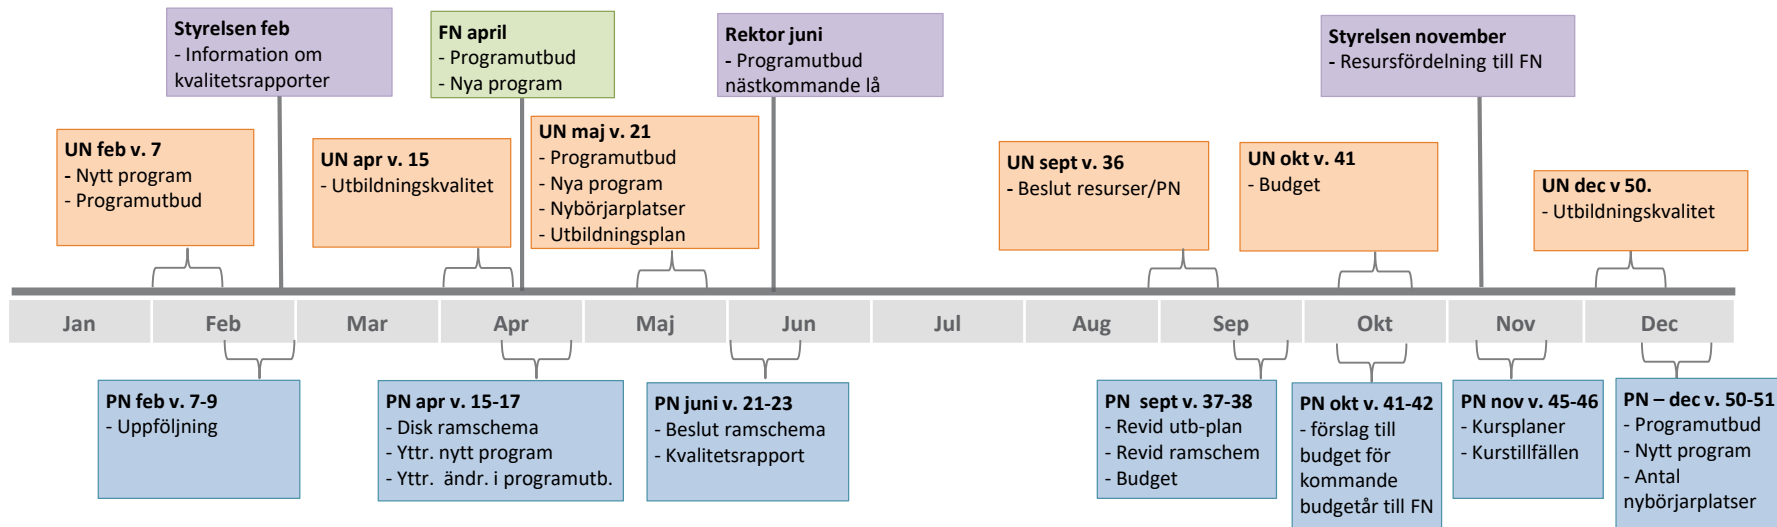 Styrelsen feb
- Information om
kvalitetsrapporter
FN april
- Programutbud
- Nya program
Rektor juni
- Programutbud
nästkommande lå
Styrelsen november
- Resursfördelning till FN
UN feb v. 7
- Nytt program
- Programutbud
UN apr v. 15
- Utbildningskvalitet
UN maj v. 21
- Programutbud
- Nya program
- Nybörjarplatser
- Utbildningsplan
UN sept v. 36
- Beslut resurser/PN
UN okt v. 41
- Budget
UN dec v 50.
- Utbildningskvalitet
Jan
Feb
Mar
Apr
Maj
Jun
Jul
Aug
Sep
Okt
Nov
Dec
PN feb v. 7-9
- Uppföljning
PN apr v. 15-17
- Disk ramschema
- Yttr. nytt program
- Yttr. ändr. i programutb.
PN juni v. 21-23
- Beslut ramschema
- Kvalitetsrapport
PN sept v. 37-38
- Revid utb-plan
- Revid ramschem
- Budget
PN okt v. 41-42
- förslag till
budget för
kommande
budgetår till FN
PN nov v. 45-46
- Kursplaner
- Kurstillfällen
PN – dec v. 50-51
- Programutbud
- Nytt program
- Antal
nybörjarplatser